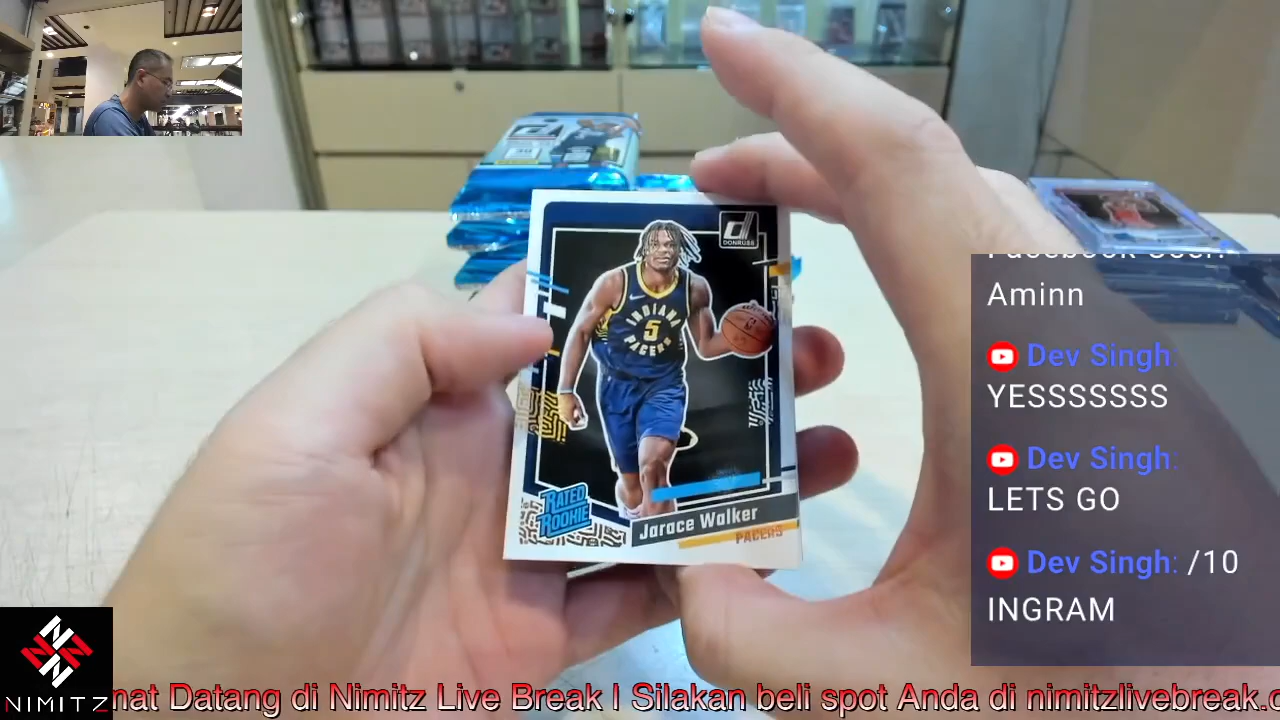 DONRUSS
INDIANA
5
PACERS
RATED
ROOKIE
Jarace Walker
PACERS
Aminn
Dev Singh:
YESSSSSSS
Dev Singh:
LETS GO
Dev Singh: /10
INGRAM
NIMITZ
nat Datang di Nimitz Live Break | Silakan beli spot Anda di nimitzlivebreak.c